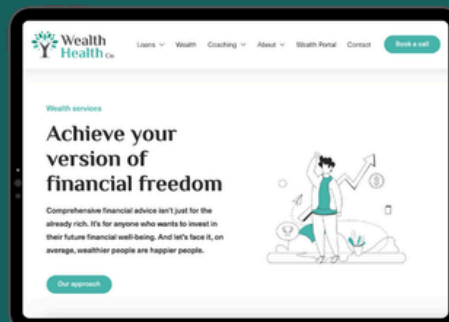 Wealth
Health Co
Loans Wealth Coaching About Wealth Portal Contact Book a call
Wealth services
Achieve your
version of
financial freedom
Comprehensive financial advice isn't just for the
already rich. It's for anyone who wants to invest in
their future financial well-being. And let's face it, on
average, wealthier people are happier people.
Our approach